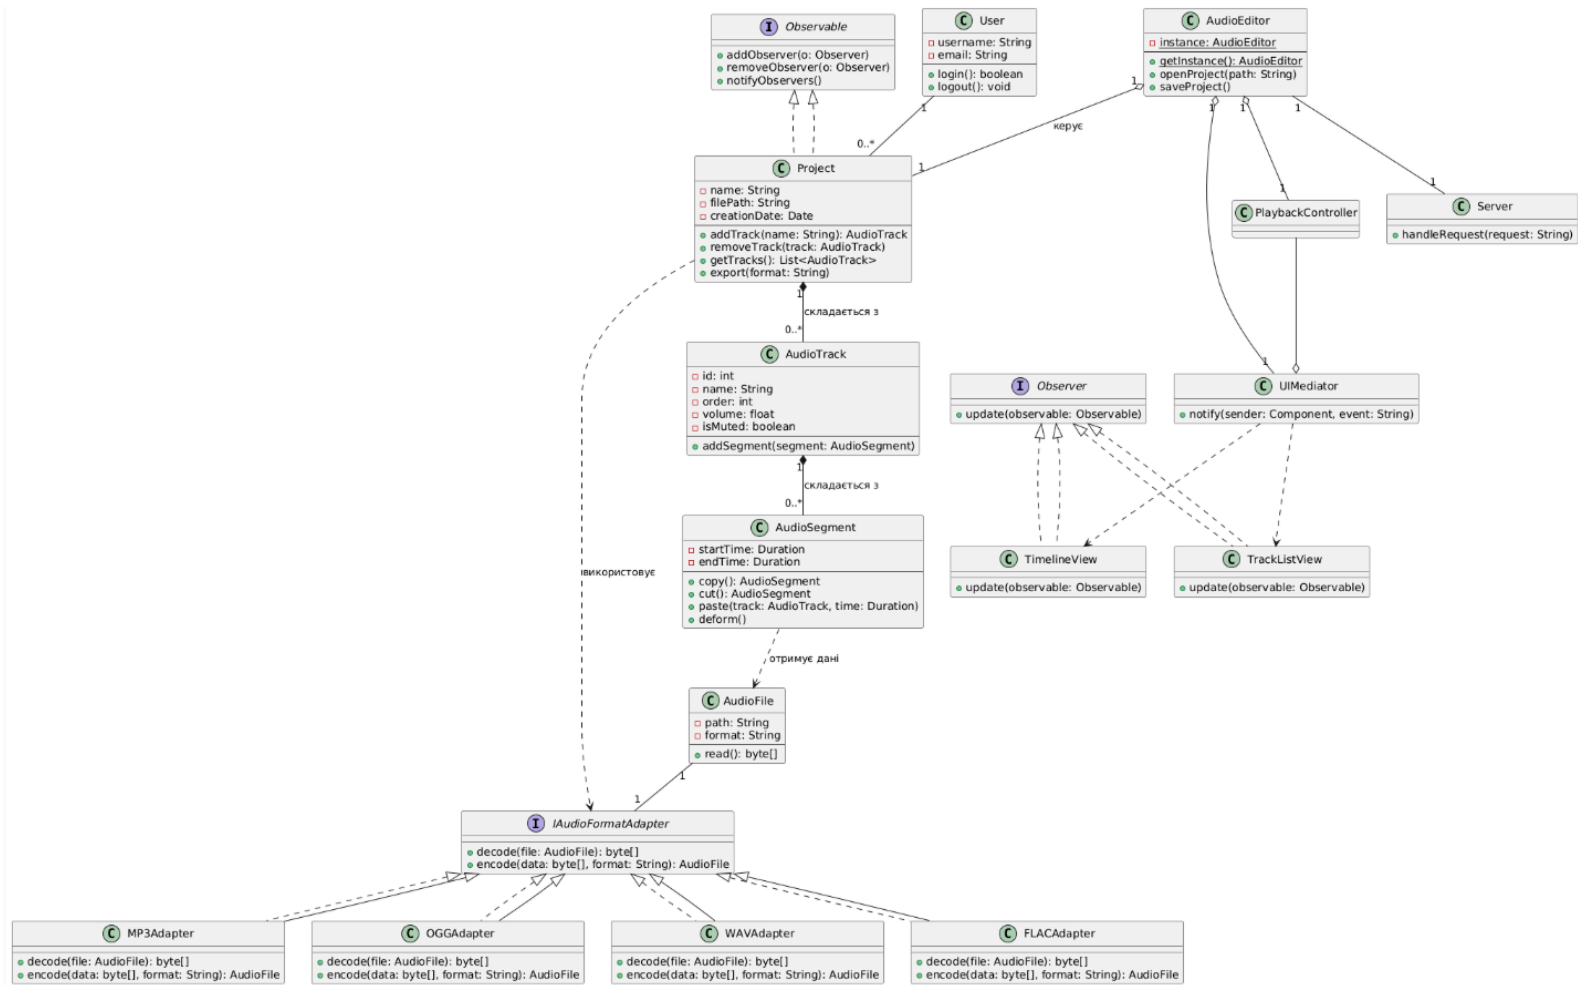 I Observable
addObserver(o: Observer)
removeObserver(o: Observer)
notifyObservers()
C User
username: String
email: String
login(): boolean
logout(): void
C AudioEditor
instance: AudioEditor
getInstance(): AudioEditor
openProject(path: String)
saveProject()
1
0..*
1
керує
1
1
1
1
1
1
1
C Project
name: String
filePath: String
creationDate: Date
addTrack(name: String): AudioTrack
removeTrack(track: AudioTrack)
getTracks(): List<AudioTrack>
export(format: String)
C PlaybackController
C Server
handleRequest(request: String)
1
складається з
0..*
C AudioTrack
id: int
name: String
order: int
volume: float
isMuted: boolean
addSegment(segment: AudioSegment)
I Observer
update(observable: Observable)
C UIMediator
notify(sender: Component, event: String)
1
складається з
0..*
C AudioSegment
startTime: Duration
endTime: Duration
copy(): AudioSegment
cut(): AudioSegment
paste(track: AudioTrack, time: Duration)
deform()
C TimelineView
update(observable: Observable)
C TrackListView
update(observable: Observable)
використовує
отримує дані
C AudioFile
path: String
format: String
read(): byte[]
1
1
I IAudioFormatAdapter
decode(file: AudioFile): byte[]
encode(data: byte[], format: String): AudioFile
C MP3Adapter
decode(file: AudioFile): byte[]
encode(data: byte[], format: String): AudioFile
C OGGAdapter
decode(file: AudioFile): byte[]
encode(data: byte[], format: String): AudioFile
C WAVAdapter
decode(file: AudioFile): byte[]
encode(data: byte[], format: String): AudioFile
C FLACAdapter
decode(file: AudioFile): byte[]
encode(data: byte[], format: String): AudioFile